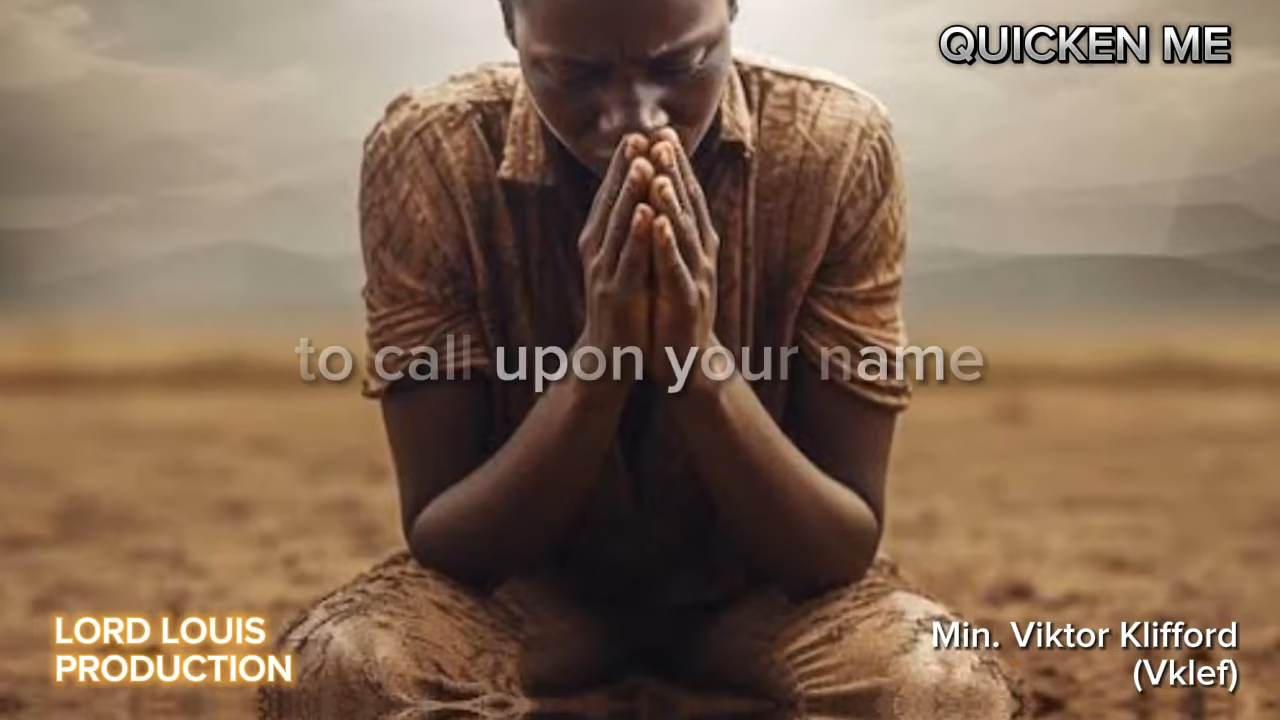 QUICKEN ME
to call upon your name
LORD LOUIS
PRODUCTION
Min. Viktor Klifford
(Vklef)